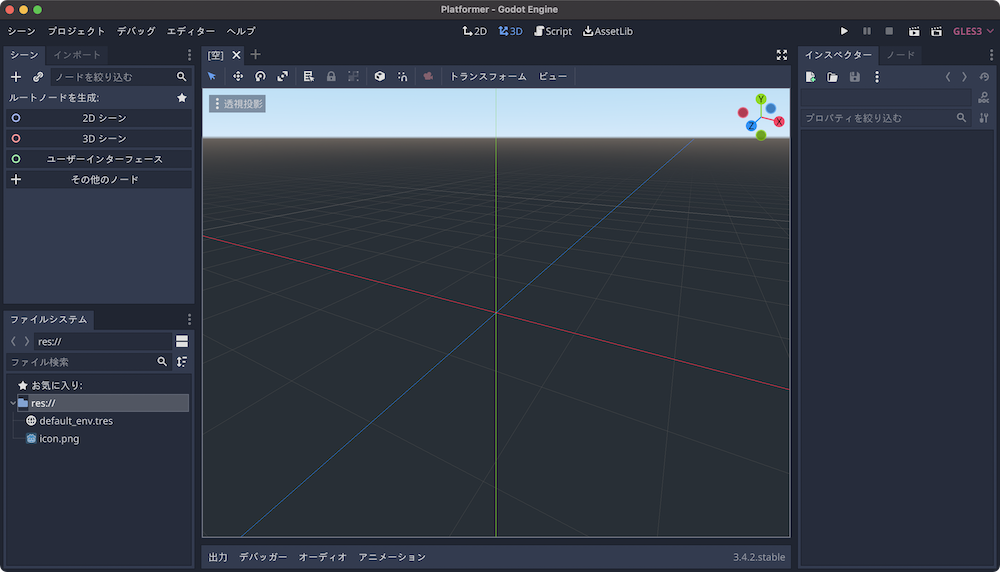 Platformer - Godot Engine
シーン プロジェクト デバッグ エディター ヘルプ
2D 3D Script AssetLib
GLES3
シーン インポート
ノードを絞り込む
ルートノードを生成:
2D シーン
3D シーン
ユーザーインターフェース
その他のノード
ファイルシステム
res://
ファイル検索
お気に入り:
res://
default_env.tres
icon.png
[空]
トランスフォーム ビュー
透視投影
Y
X
Z
出力 デバッガー オーディオ アニメーション
3.4.2.stable
インスペクター ノード
プロパティを絞り込む